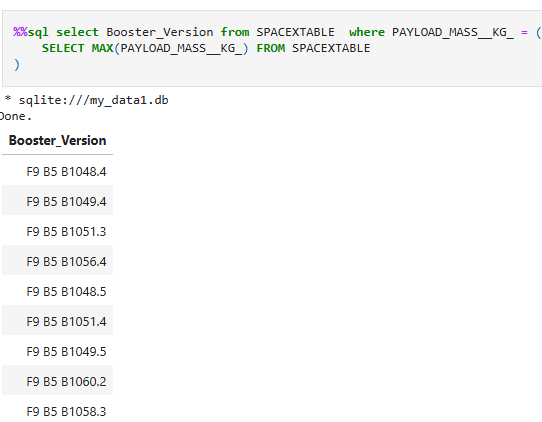 %%sql select Booster_Version from SPACEXTABLE  where PAYLOAD_MASS__KG_ = (
    SELECT MAX(PAYLOAD_MASS__KG_) FROM SPACEXTABLE
)
* sqlite:///my_data1.db
Done.
Booster_Version
F9 B5 B1048.4
F9 B5 B1049.4
F9 B5 B1051.3
F9 B5 B1056.4
F9 B5 B1048.5
F9 B5 B1051.4
F9 B5 B1049.5
F9 B5 B1060.2
F9 B5 B1058.3